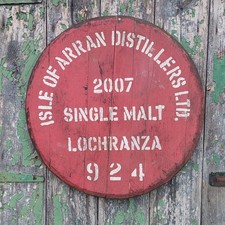 ISLE OF ARRAN DISTILLERS LTD.
2007
SINGLE MALT
LOCHRANZA
924